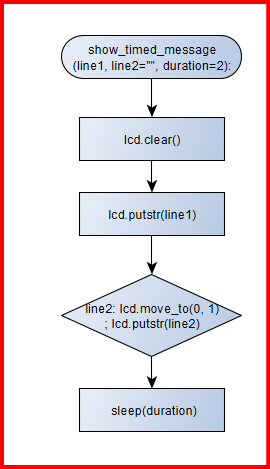 show_timed_message
(line1, line2="", duration=2):
lcd.clear()
lcd.putstr(line1)
line2: lcd.move_to(0, 1)
; lcd.putstr(line2)
sleep(duration)